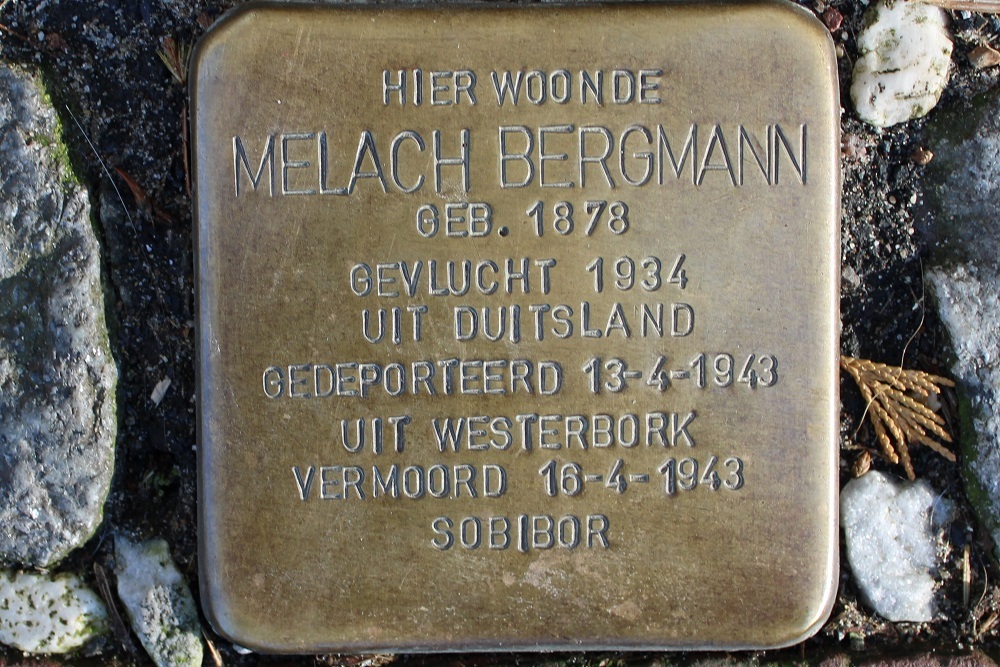 HIER WOONDE
MELACH BERGMANN
GEB. 1878
GEVLUCHT 1934
UIT DUITSLAND
GEDEPORTEERD 13-4-1943
UIT WESTERBORK
VERMOORD 16-4-1943
SOBIBOR